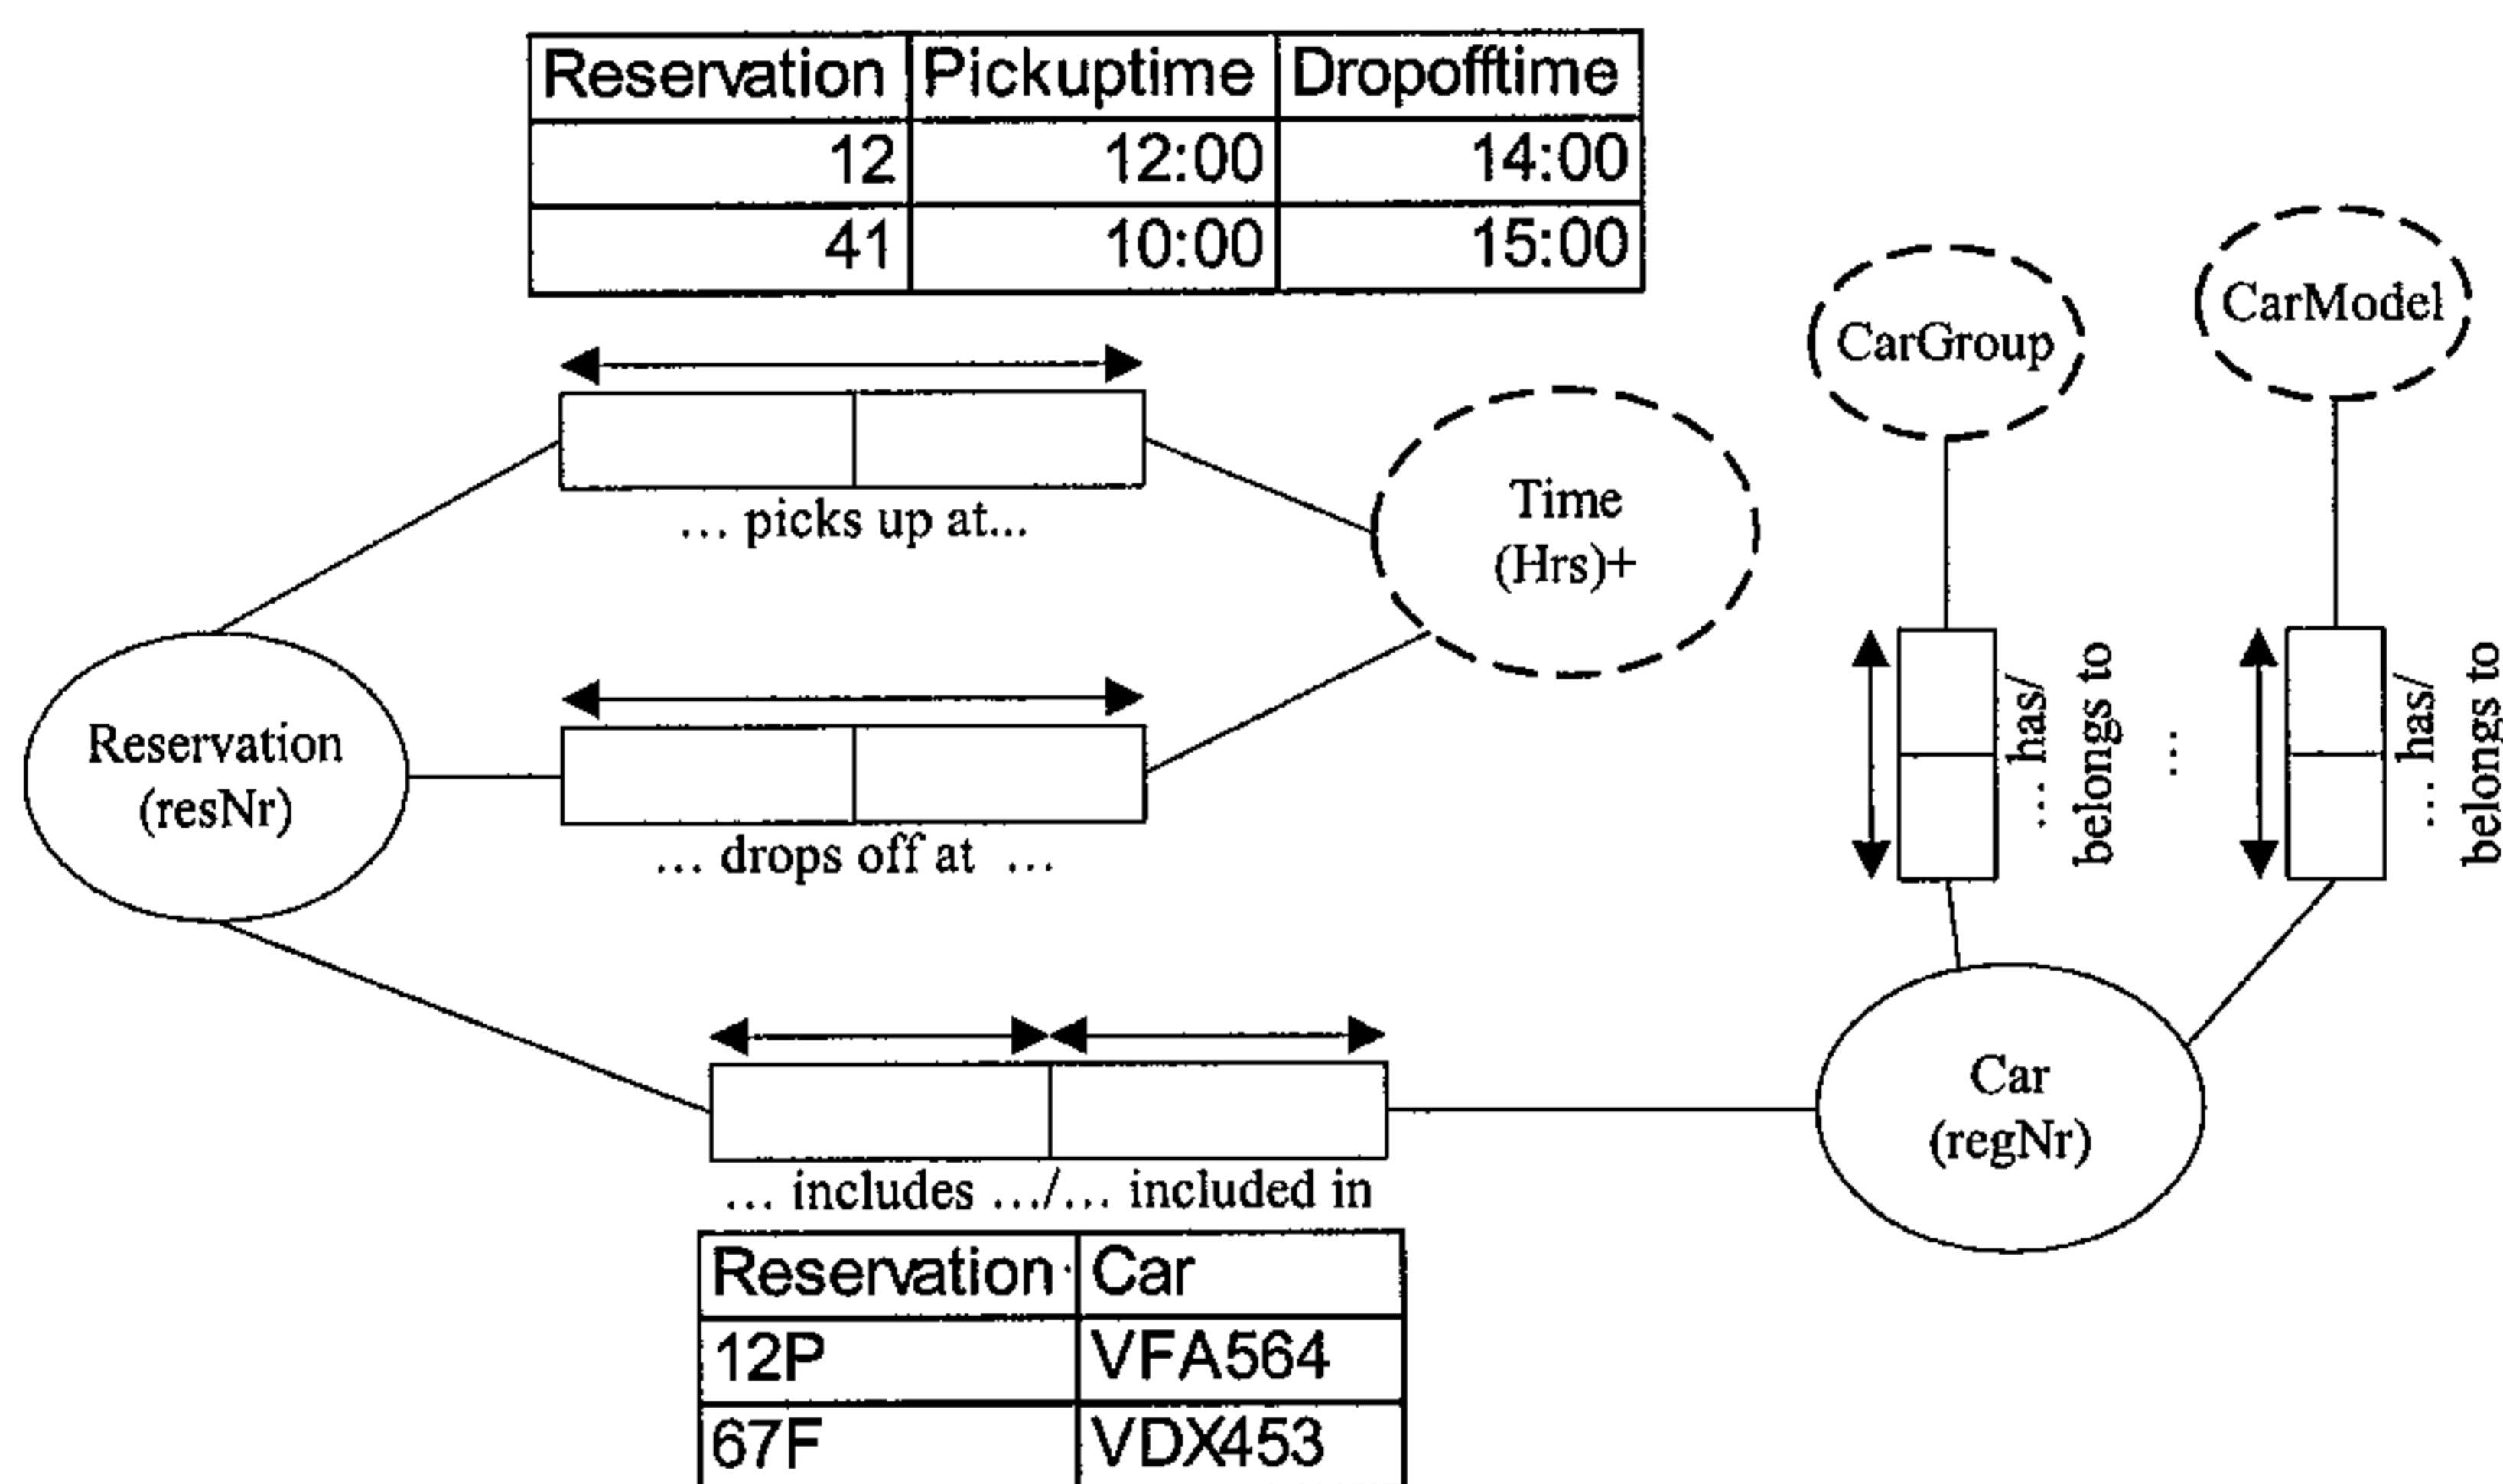 Reservation Pickuptime Dropofftime
12 12:00 14:00
41 10:00 15:00
CarGroup
CarModel
... picks up at...
Time
(Hrs)+
... has/
belongs to
...
... has/
belongs to
Reservation
(resNr)
... drops off at ...
Car
(regNr)
... includes .../... included in
Reservation Car
12P VFA564
67F VDX453